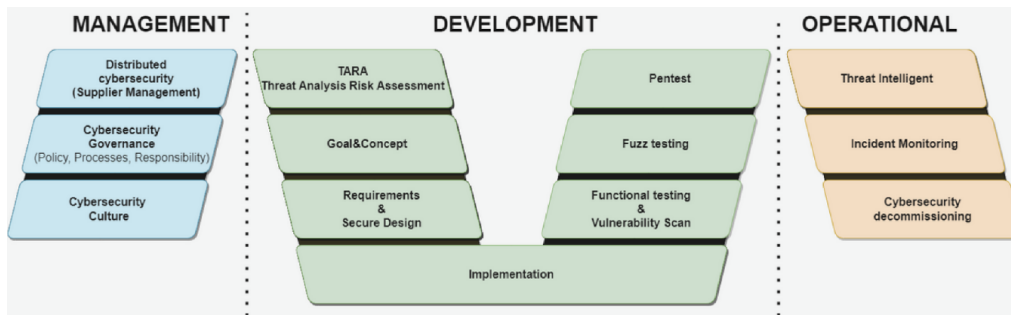 MANAGEMENT
Distributed
cybersecurity
(Supplier Management)
Cybersecurity
Governance
(Policy, Processes, Responsibility)
Cybersecurity
Culture
DEVELOPMENT
TARA
Threat Analysis Risk Assessment
Goal&Concept
Requirements
&
Secure Design
Implementation
Pentest
Fuzz testing
Functional testing
&
Vulnerability Scan
OPERATIONAL
Threat Intelligent
Incident Monitoring
Cybersecurity
decommissioning